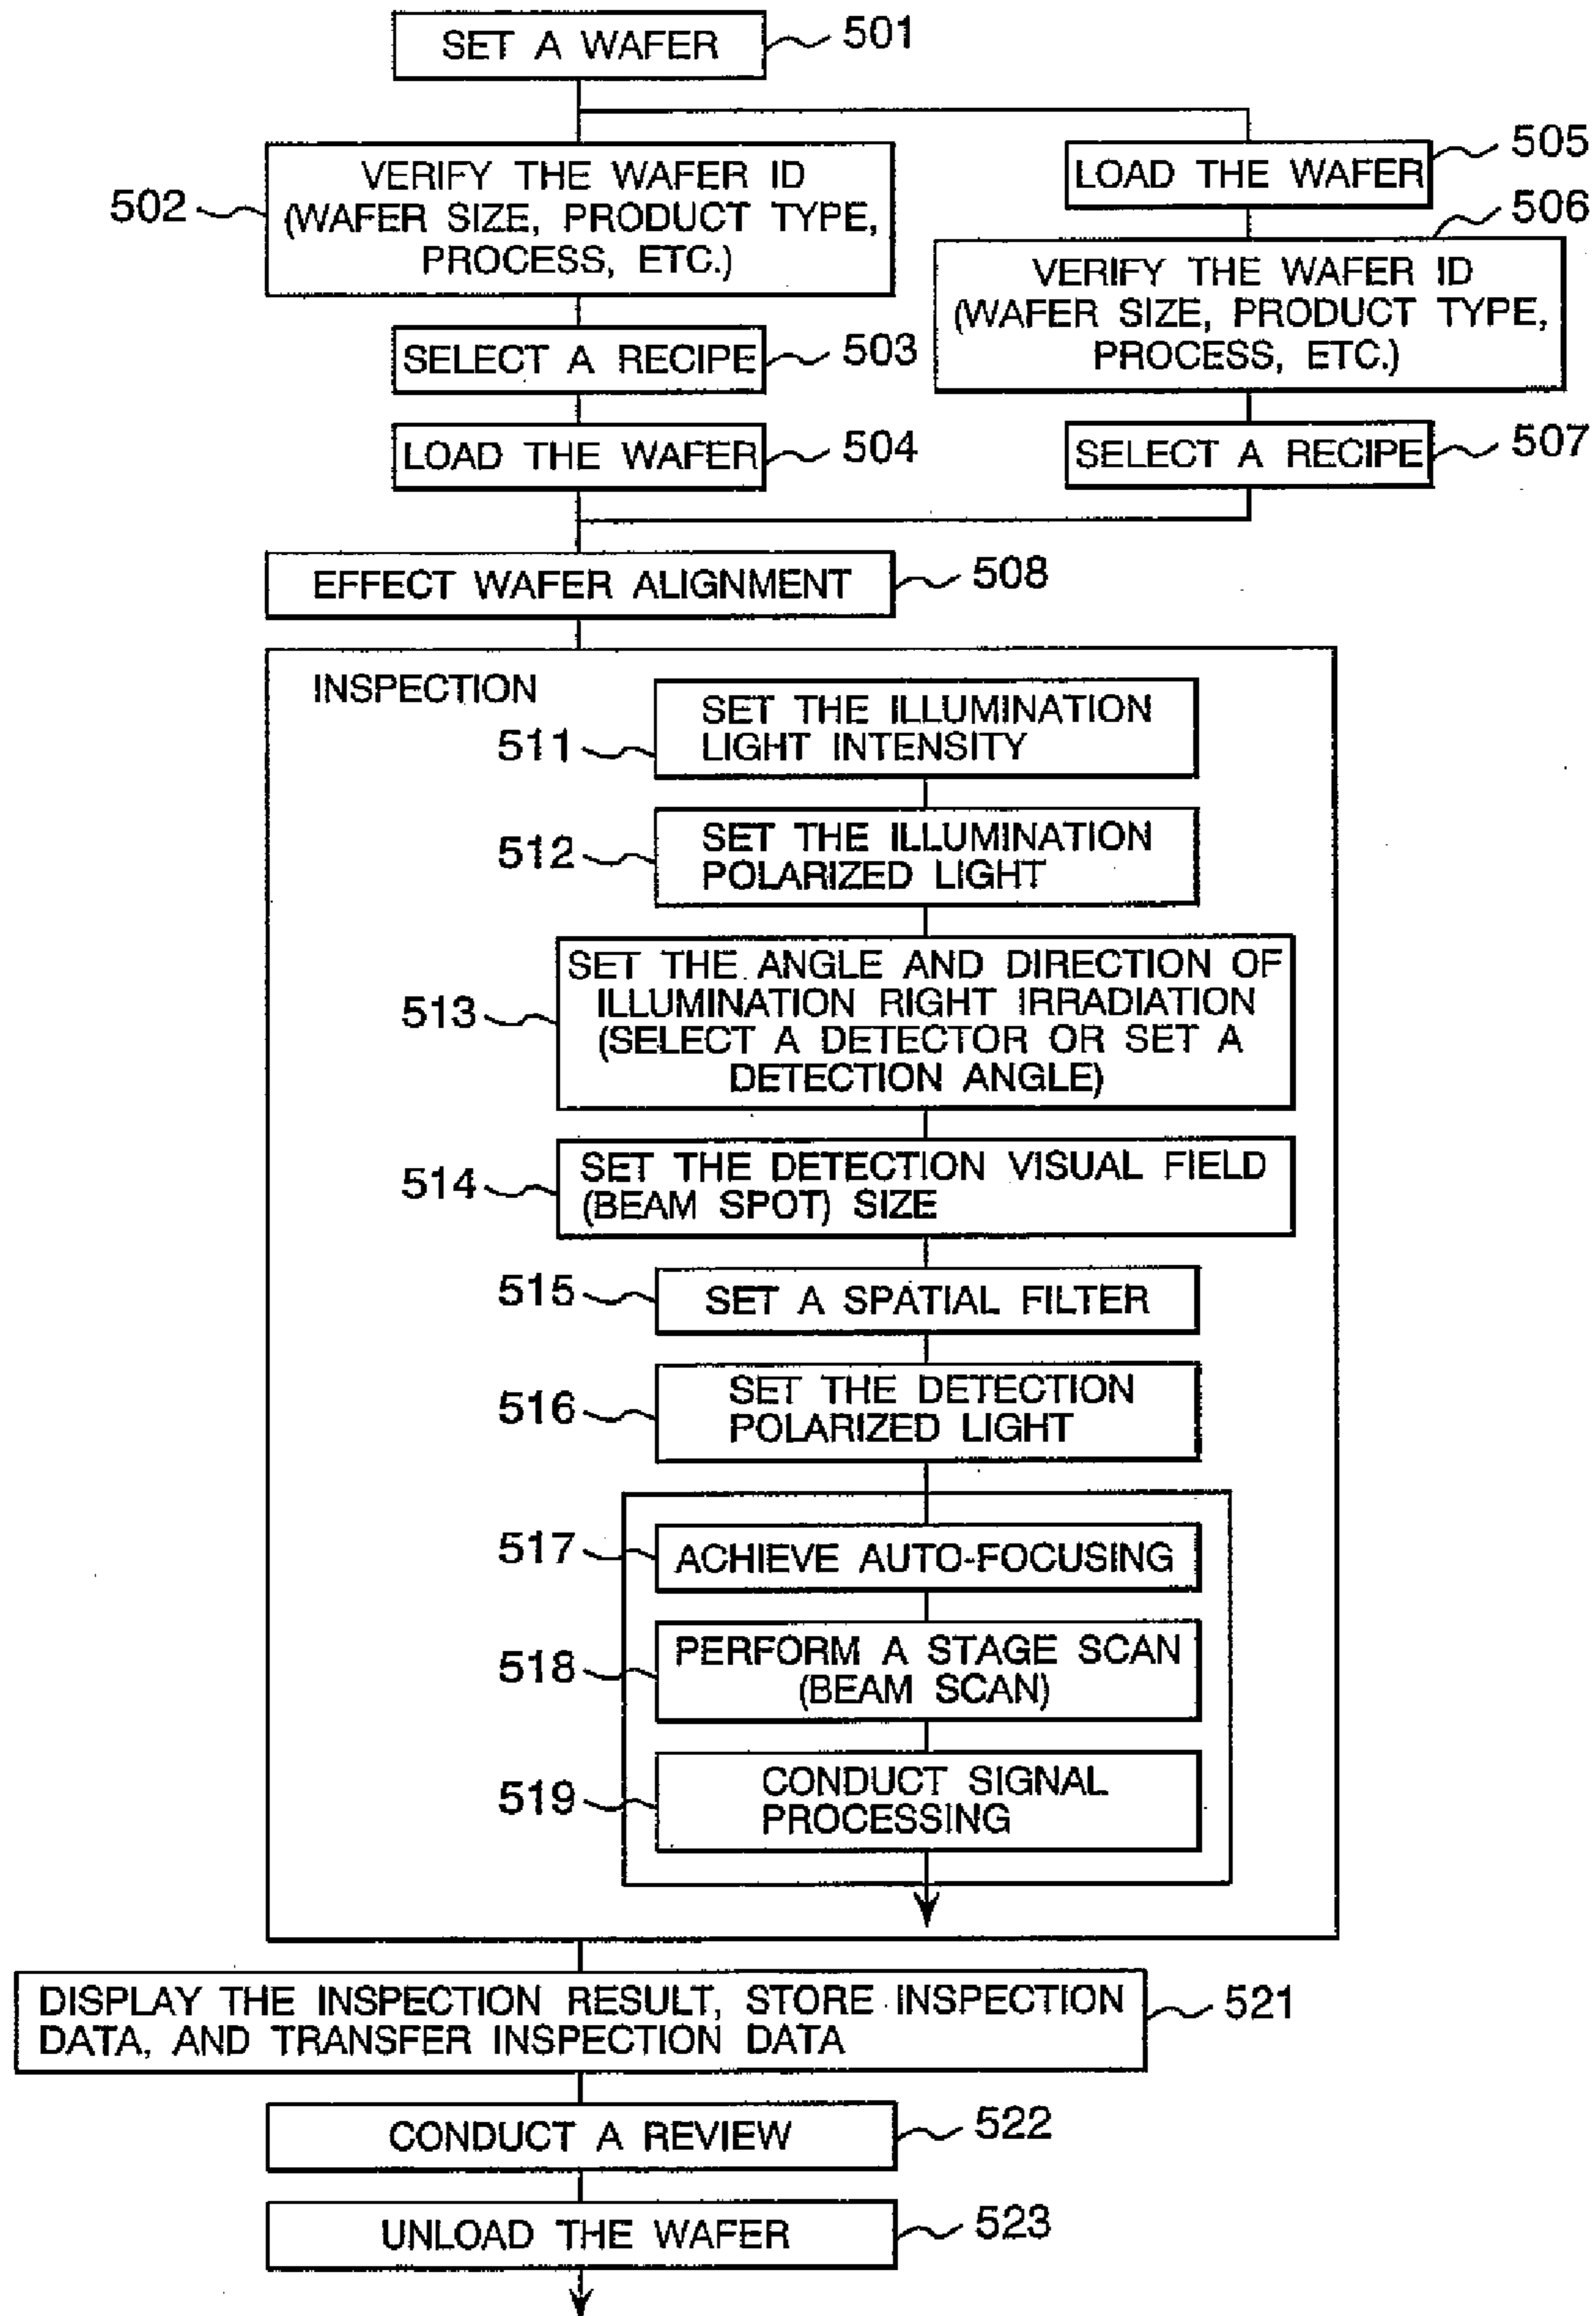 SET A WAFER
501
502
VERIFY THE WAFER ID
(WAFER SIZE, PRODUCT TYPE,
PROCESS, ETC.)
SELECT A RECIPE
503
LOAD THE WAFER
504
LOAD THE WAFER
505
506
VERIFY THE WAFER ID
(WAFER SIZE, PRODUCT TYPE,
PROCESS, ETC.)
SELECT A RECIPE
507
EFFECT WAFER ALIGNMENT
508
INSPECTION
511
SET THE ILLUMINATION
LIGHT INTENSITY
512
SET THE ILLUMINATION
POLARIZED LIGHT
513
SET THE ANGLE AND DIRECTION OF
ILLUMINATION RIGHT IRRADIATION
(SELECT A DETECTOR OR SET A
DETECTION ANGLE)
514
SET THE DETECTION VISUAL FIELD
(BEAM SPOT) SIZE
515
SET A SPATIAL FILTER
516
SET THE DETECTION
POLARIZED LIGHT
517
ACHIEVE AUTO-FOCUSING
518
PERFORM A STAGE SCAN
(BEAM SCAN)
519
CONDUCT SIGNAL
PROCESSING
DISPLAY THE INSPECTION RESULT, STORE INSPECTION
DATA, AND TRANSFER INSPECTION DATA
521
CONDUCT A REVIEW
522
UNLOAD THE WAFER
523